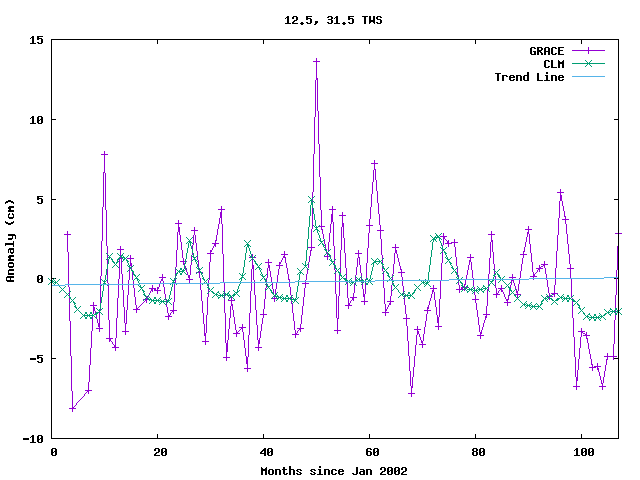 12.5, 31.5 TWS
15
GRACE
CLM
Trend Line
10
5
0
-5
-10
Anomaly (cm)
0 20 40 60 80 100
Months since Jan 2002